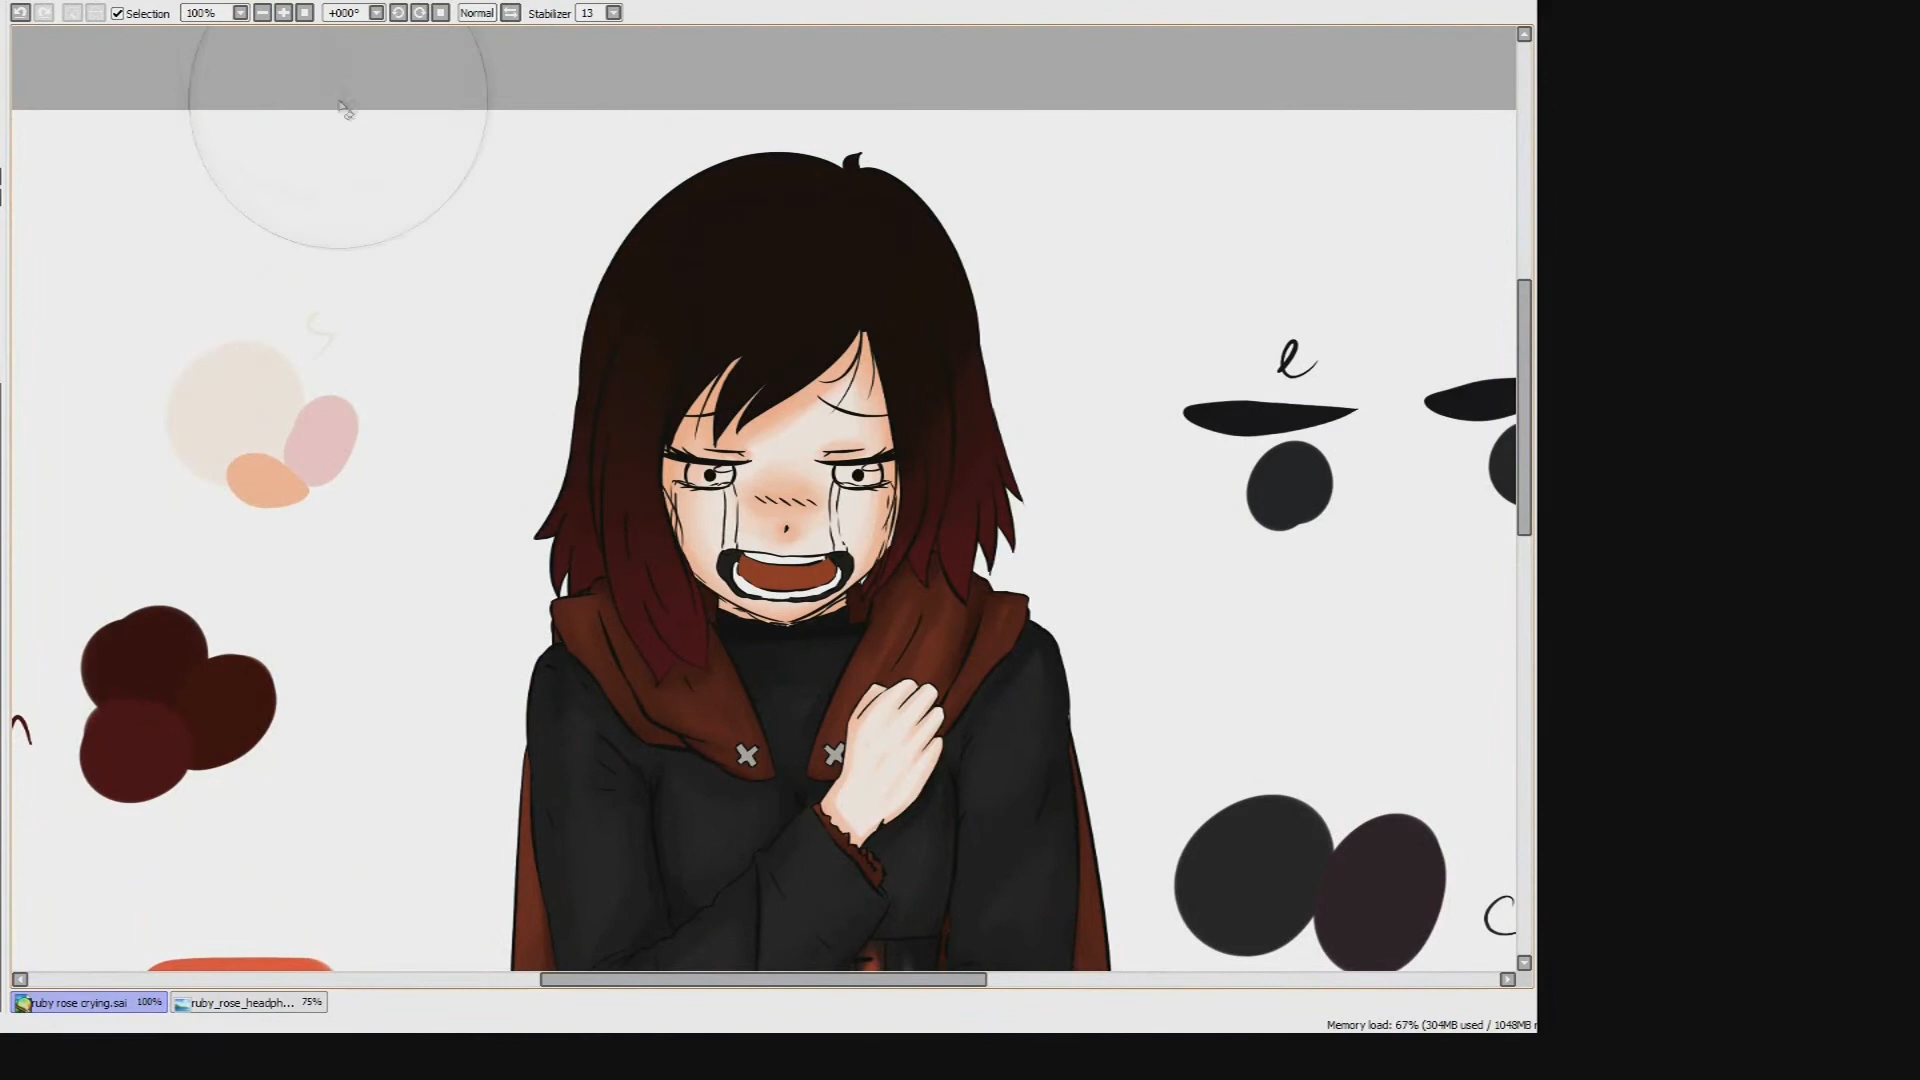 Selection 100% +000° Normal Stabilizer 13
s
e
n
C
ruby rose crying.sai 100% ruby_rose_headph... 75%
Memory load: 67% (304MB used / 1048MB r